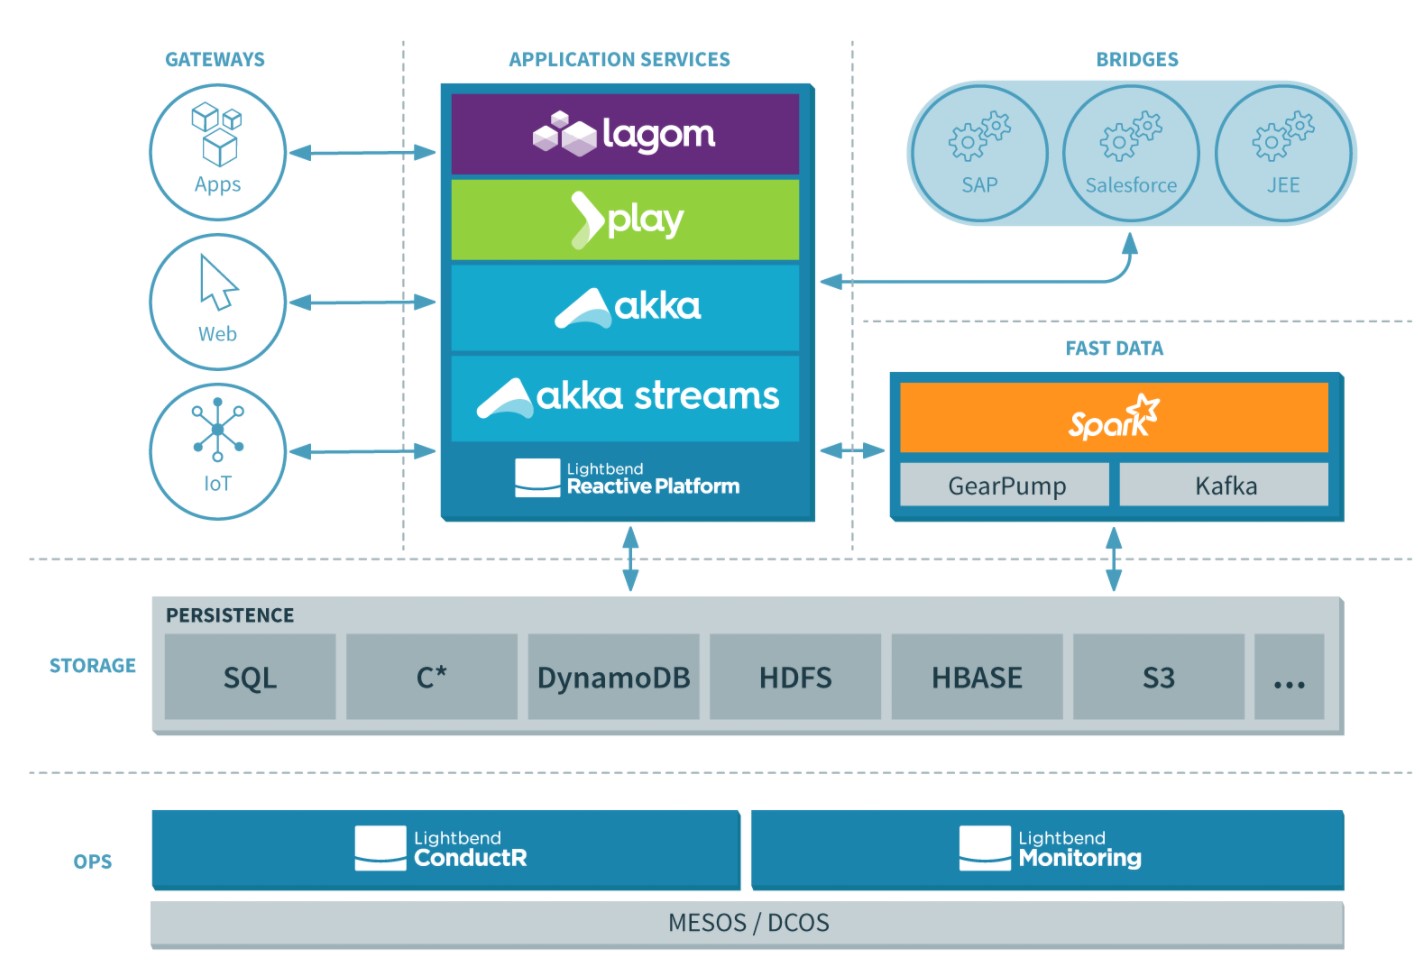 GATEWAYS
Apps
Web
IoT
APPLICATION SERVICES
lagom
play
akka
akka streams
Lightbend
Reactive Platform
BRIDGES
SAP
Salesforce
JEE
FAST DATA
Spark
GearPump
Kafka
STORAGE
PERSISTENCE
SQL
C*
DynamoDB
HDFS
HBASE
S3
...
OPS
Lightbend
ConductR
Lightbend
Monitoring
MESOS / DCOS